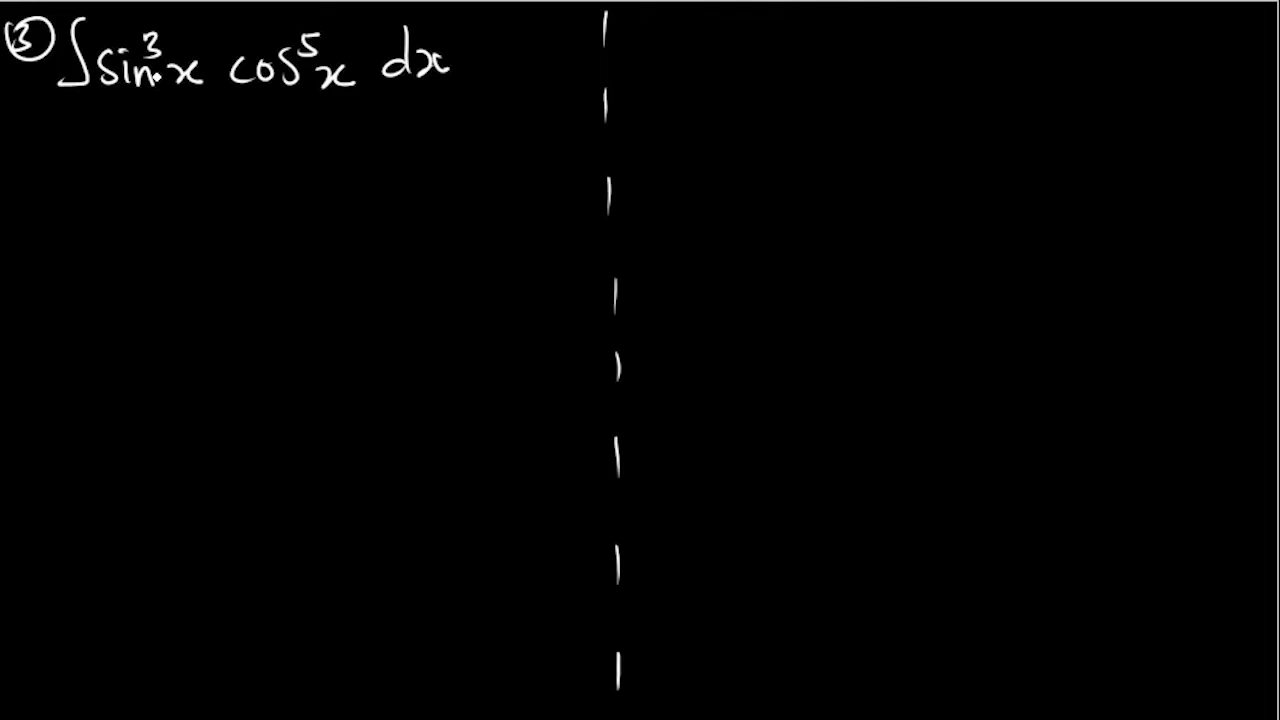 ③ ∫sin³x cos⁵x dx